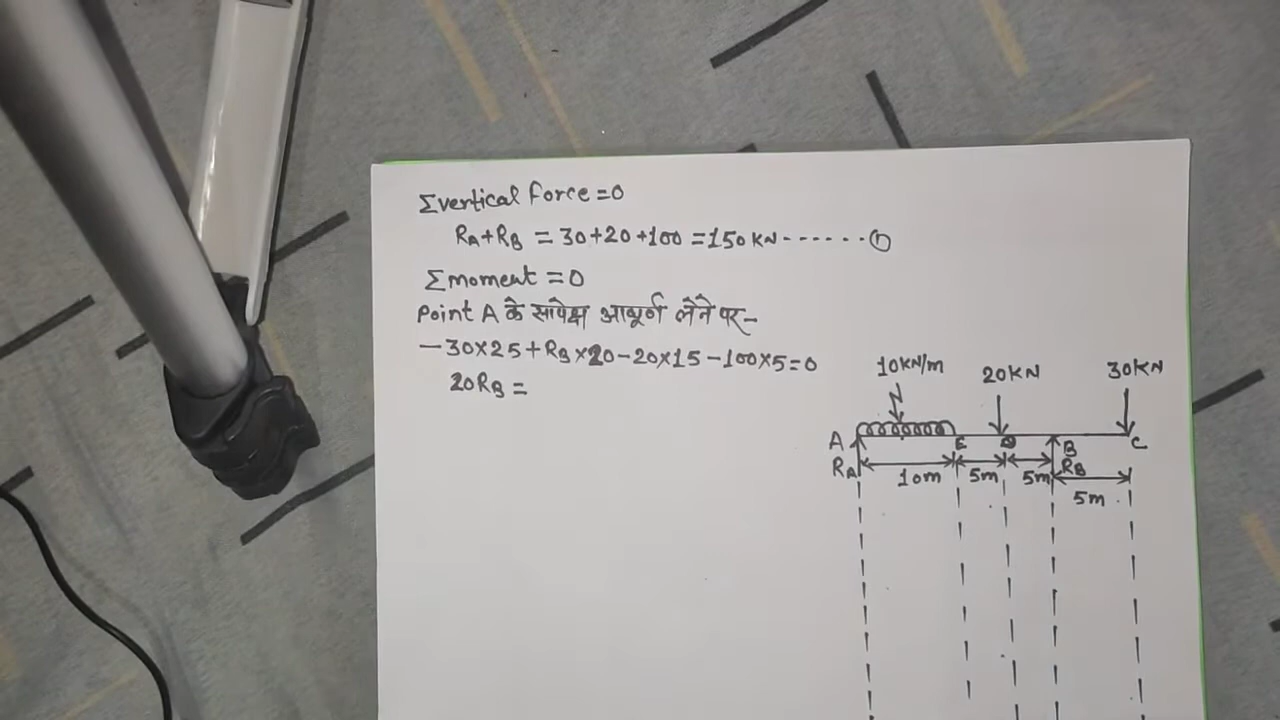 Σvertical Force=0
RA+RB = 30+20+100 =150 KN-------①
Σmoment =0
Point A के सापेक्ष आघूर्ण लेने पर-
-30×25+RB×20-20×15-100×5=0
20RB =
10KN/m
20KN
30KN
A
E
D
B
C
RA
10m
5m
5m
RB
5m